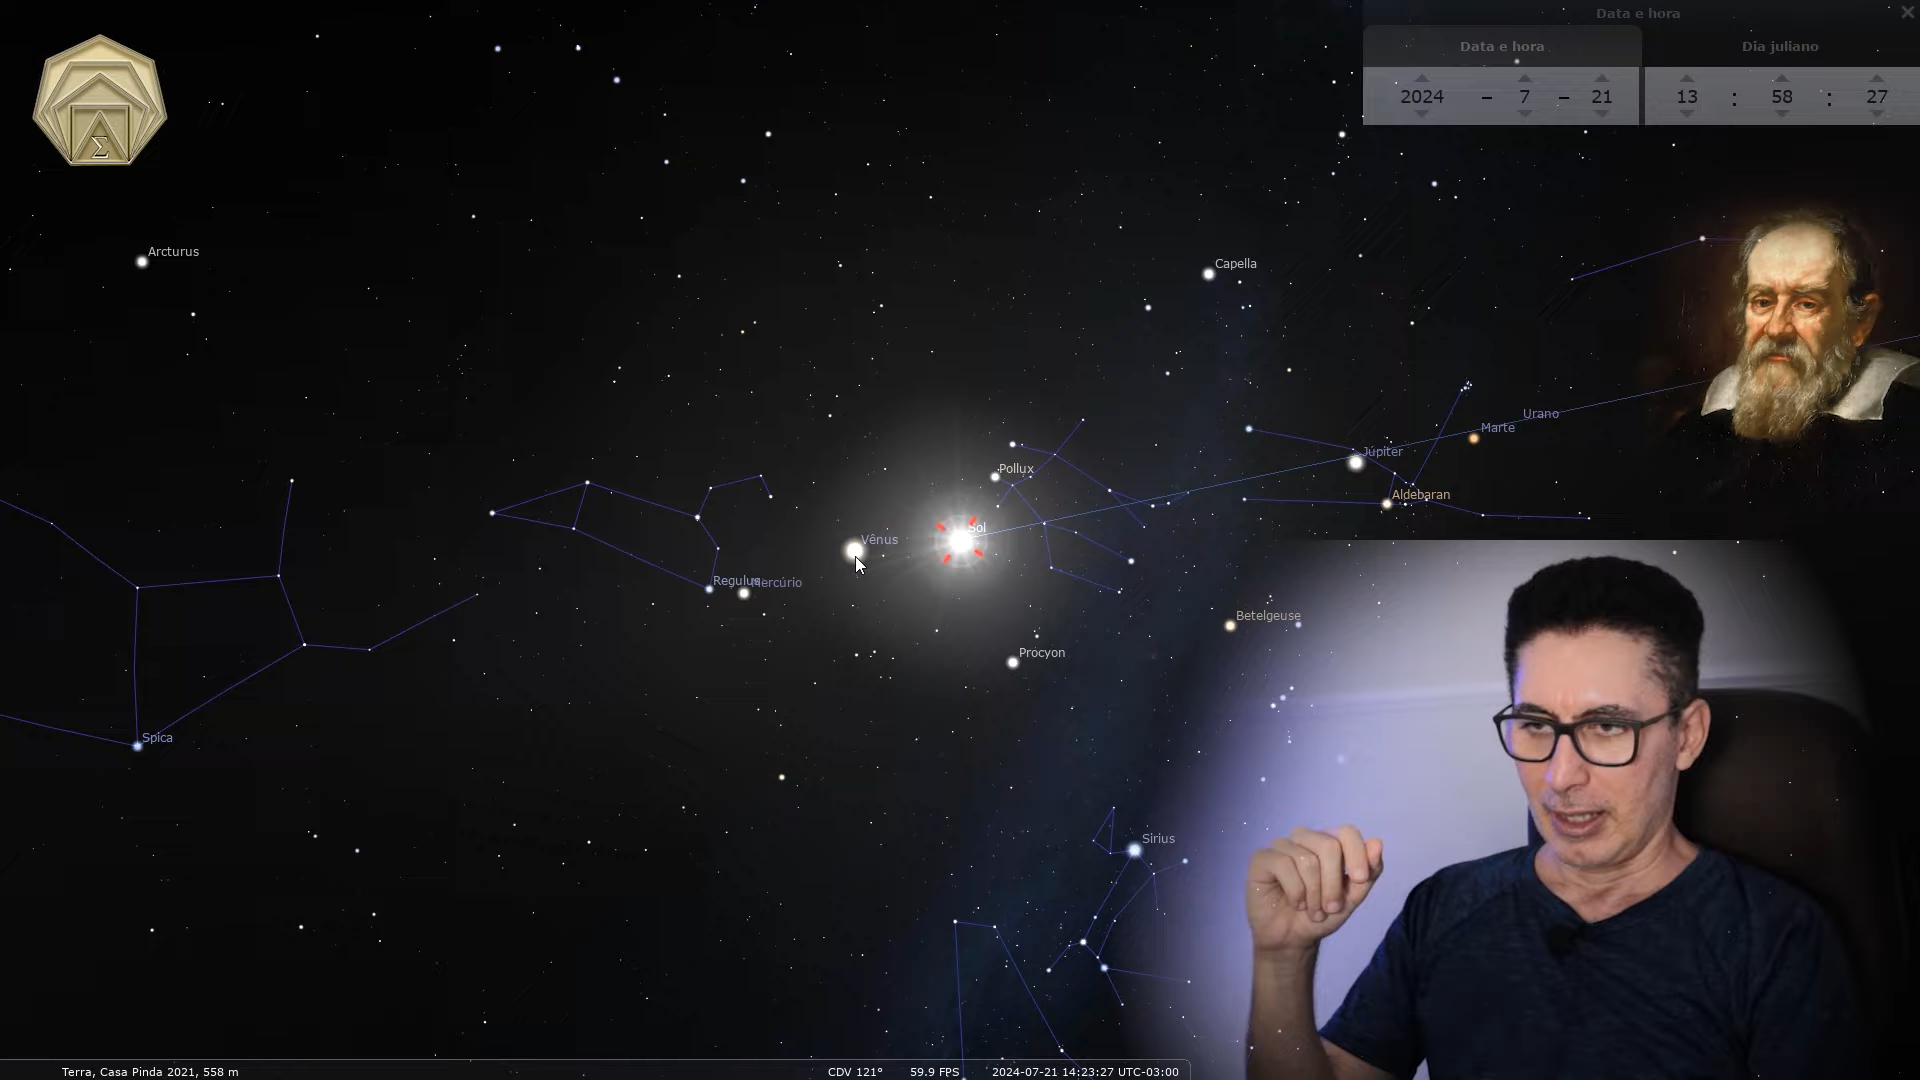 Data e hora
Data e hora
Dia juliano
2024 – 7 – 21
13 : 58 : 27
Σ
Arcturus
Capella
Urano
Marte
Júpiter
Pollux
Aldebaran
Sol
Vênus
Regulus
Mercúrio
Betelgeuse
Procyon
Spica
Sirius
Terra, Casa Pinda 2021, 558 m
CDV 121°
59.9 FPS
2024-07-21 14:23:27 UTC-03:00